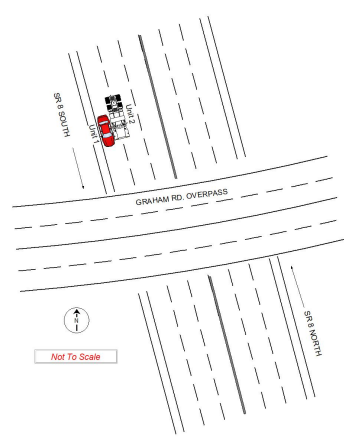 SR 8 SOUTH
Unit 1
Unit 2
GRAHAM RD. OVERPASS
N
SR 8 NORTH
Not To Scale